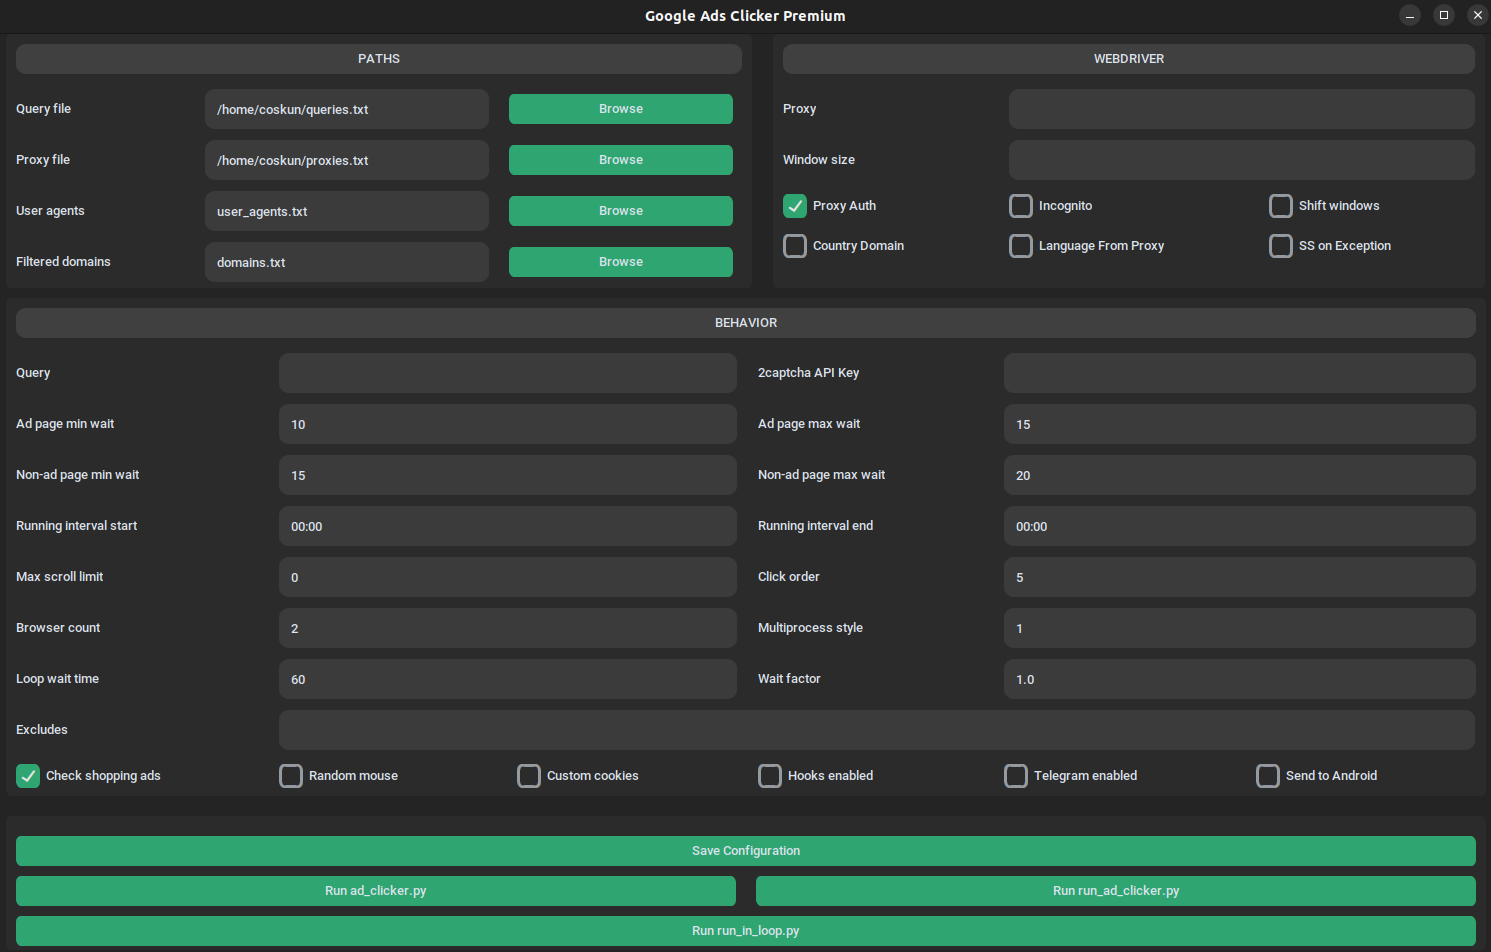 Google Ads Clicker Premium
PATHS
Query file
/home/coskun/queries.txt
Browse
Proxy file
/home/coskun/proxies.txt
Browse
User agents
user_agents.txt
Browse
Filtered domains
domains.txt
Browse
WEBDRIVER
Proxy
Window size
Proxy Auth
Incognito
Shift windows
Country Domain
Language From Proxy
SS on Exception
BEHAVIOR
Query
2captcha API Key
Ad page min wait
10
Ad page max wait
15
Non-ad page min wait
15
Non-ad page max wait
20
Running interval start
00:00
Running interval end
00:00
Max scroll limit
0
Click order
5
Browser count
2
Multiprocess style
1
Loop wait time
60
Wait factor
1.0
Excludes
Check shopping ads
Random mouse
Custom cookies
Hooks enabled
Telegram enabled
Send to Android
Save Configuration
Run ad_clicker.py
Run run_ad_clicker.py
Run run_in_loop.py